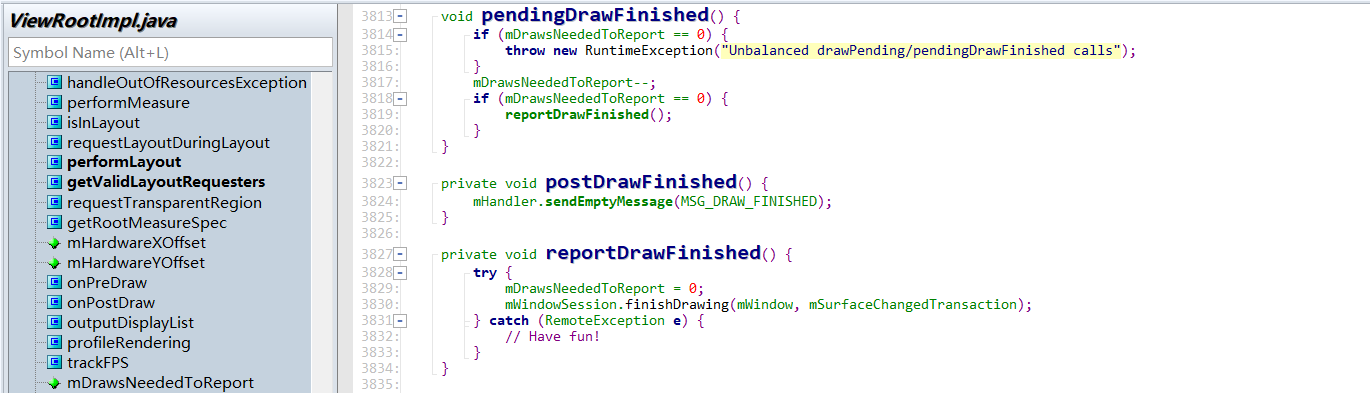 ViewRootImpl.java
Symbol Name (Alt+L)
handleOutOfResourcesException
performMeasure
isInLayout
requestLayoutDuringLayout
performLayout
getValidLayoutRequesters
requestTransparentRegion
getRootMeasureSpec
mHardwareXOffset
mHardwareYOffset
onPreDraw
onPostDraw
outputDisplayList
profileRendering
trackFPS
mDrawsNeededToReport
3813: void pendingDrawFinished() {
3814: if (mDrawsNeededToReport == 0) {
3815: throw new RuntimeException("Unbalanced drawPending/pendingDrawFinished calls");
3816: }
3817: mDrawsNeededToReport--;
3818: if (mDrawsNeededToReport == 0) {
3819: reportDrawFinished();
3820: }
3821: }
3822:
3823: private void postDrawFinished() {
3824: mHandler.sendEmptyMessage(MSG_DRAW_FINISHED);
3825: }
3826:
3827: private void reportDrawFinished() {
3828: try {
3829: mDrawsNeededToReport = 0;
3830: mWindowSession.finishDrawing(mWindow, mSurfaceChangedTransaction);
3831: } catch (RemoteException e) {
3832: // Have fun!
3833: }
3834: }
3835: